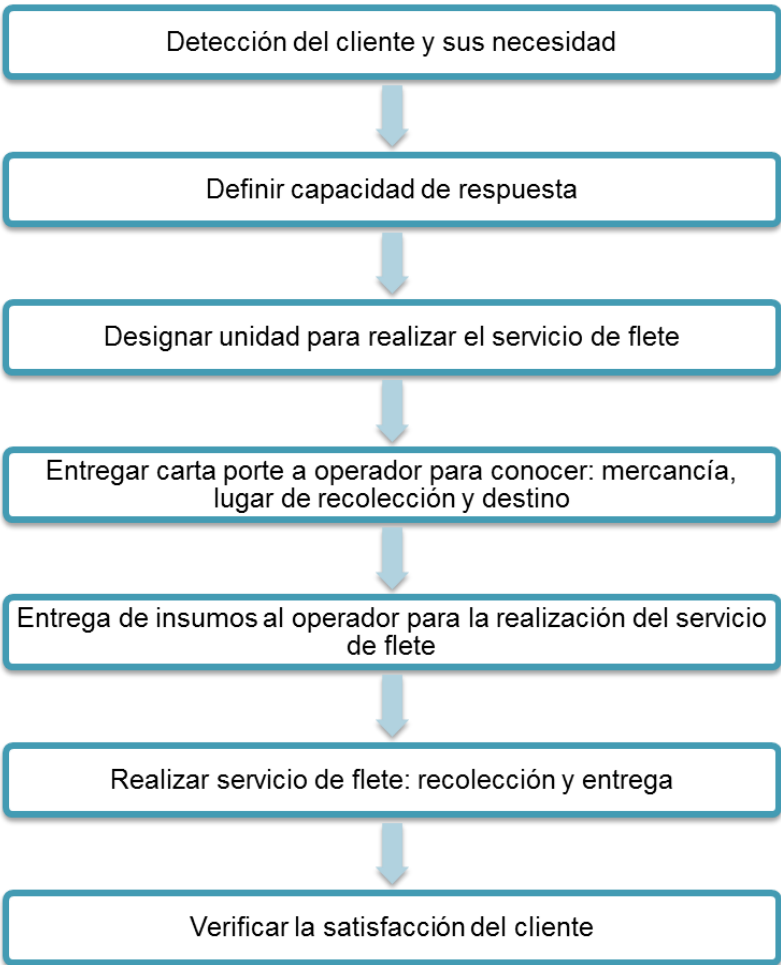 Detección del cliente y sus necesidad
Definir capacidad de respuesta
Designar unidad para realizar el servicio de flete
Entregar carta porte a operador para conocer: mercancía,
lugar de recolección y destino
Entrega de insumos al operador para la realización del servicio
de flete
Realizar servicio de flete: recolección y entrega
Verificar la satisfacción del cliente